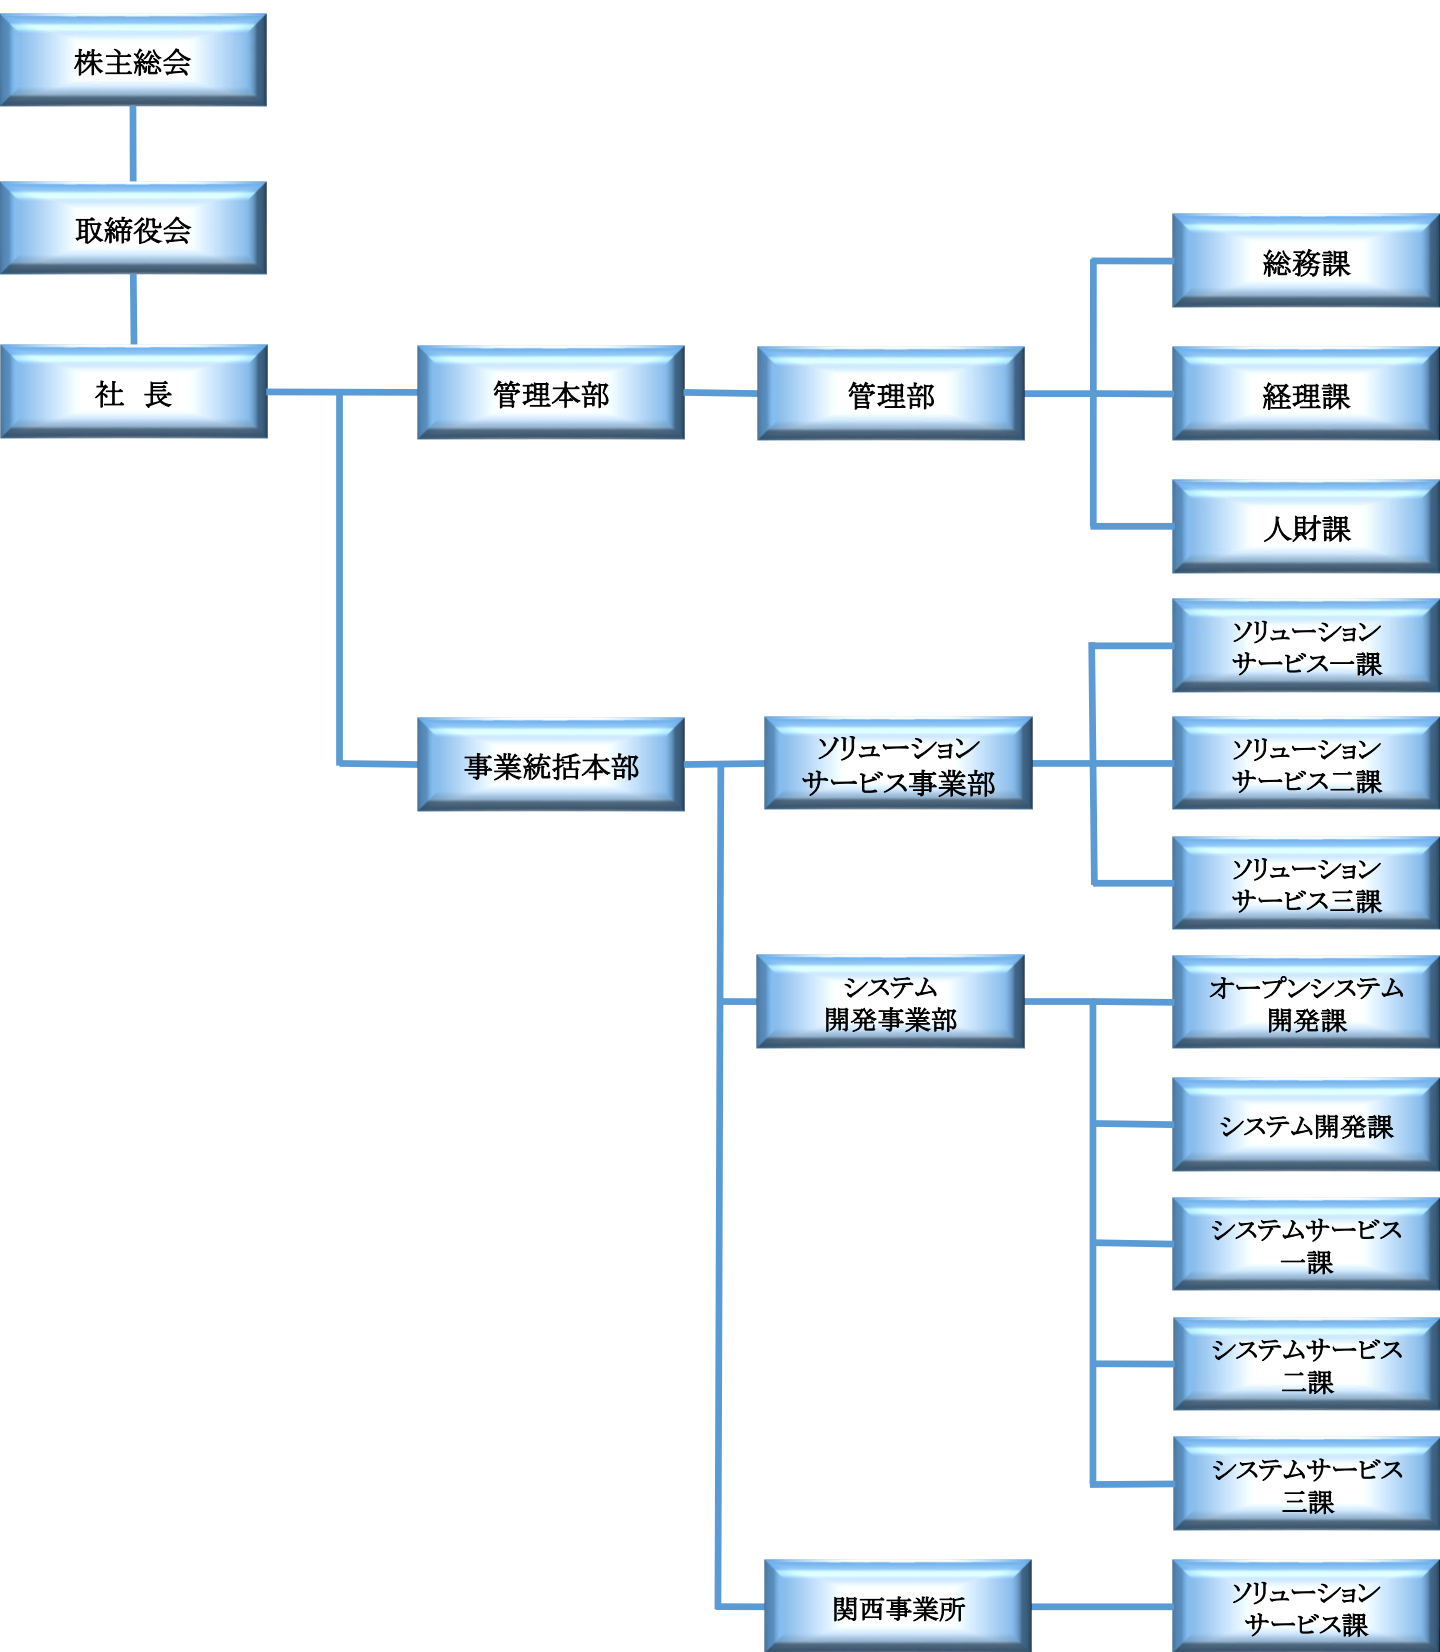 株主総会
取締役会
社　長
管理本部
管理部
総務課
経理課
人財課
事業統括本部
ソリューション
サービス事業部
ソリューション
サービス一課
ソリューション
サービス二課
ソリューション
サービス三課
システム
開発事業部
オープンシステム
開発課
システム開発課
システムサービス
一課
システムサービス
二課
システムサービス
三課
関西事業所
ソリューション
サービス課